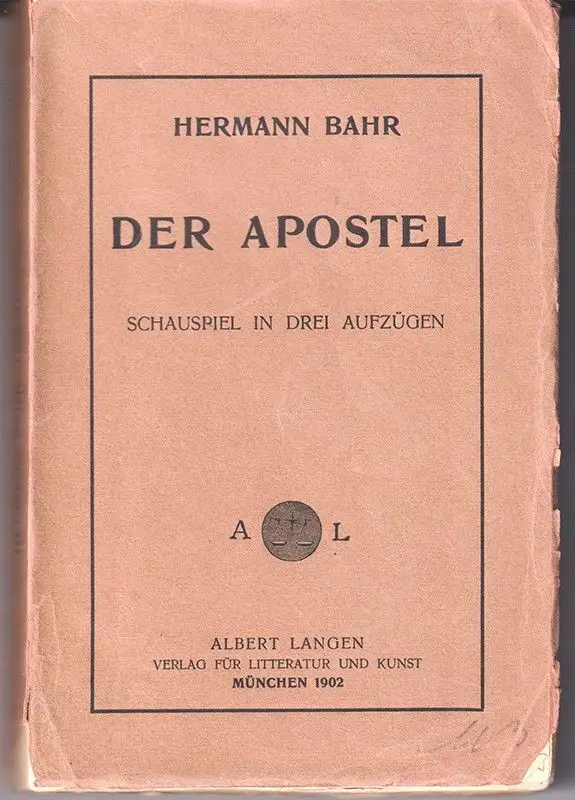 HERMANN BAHR
DER APOSTEL
SCHAUSPIEL IN DREI AUFZÜGEN
A L
ALBERT LANGEN
VERLAG FÜR LITTERATUR UND KUNST
MÜNCHEN 1902